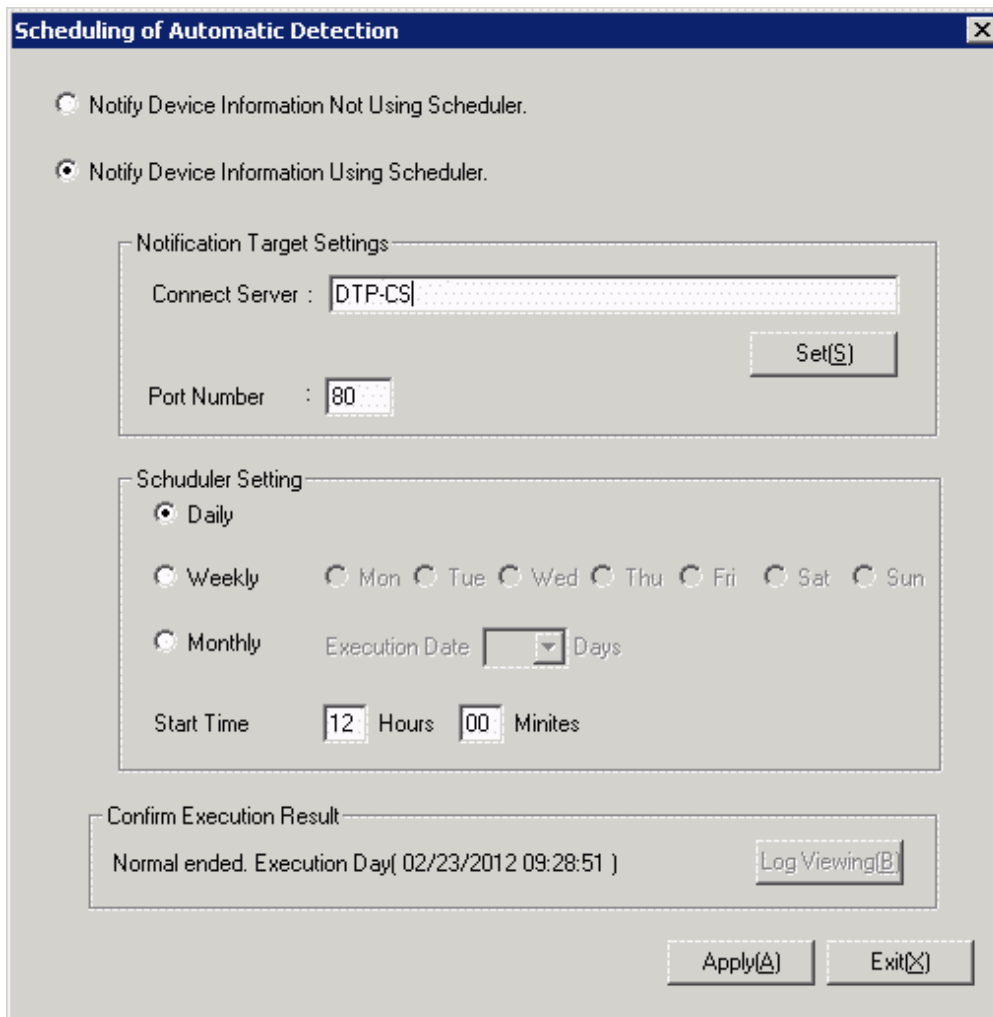 Scheduling of Automatic Detection
Notify Device Information Not Using Scheduler.
Notify Device Information Using Scheduler.
Notification Target Settings
Connect Server : DTP-CS
Set(S)
Port Number : 80
Schuduler Setting
Daily
Weekly Mon Tue Wed Thu Fri Sat Sun
Monthly Execution Date Days
Start Time 12 Hours 00 Minites
Confirm Execution Result
Normal ended. Execution Day( 02/23/2012 09:28:51 ) Log Viewing(B)
Apply(A) Exit(X)